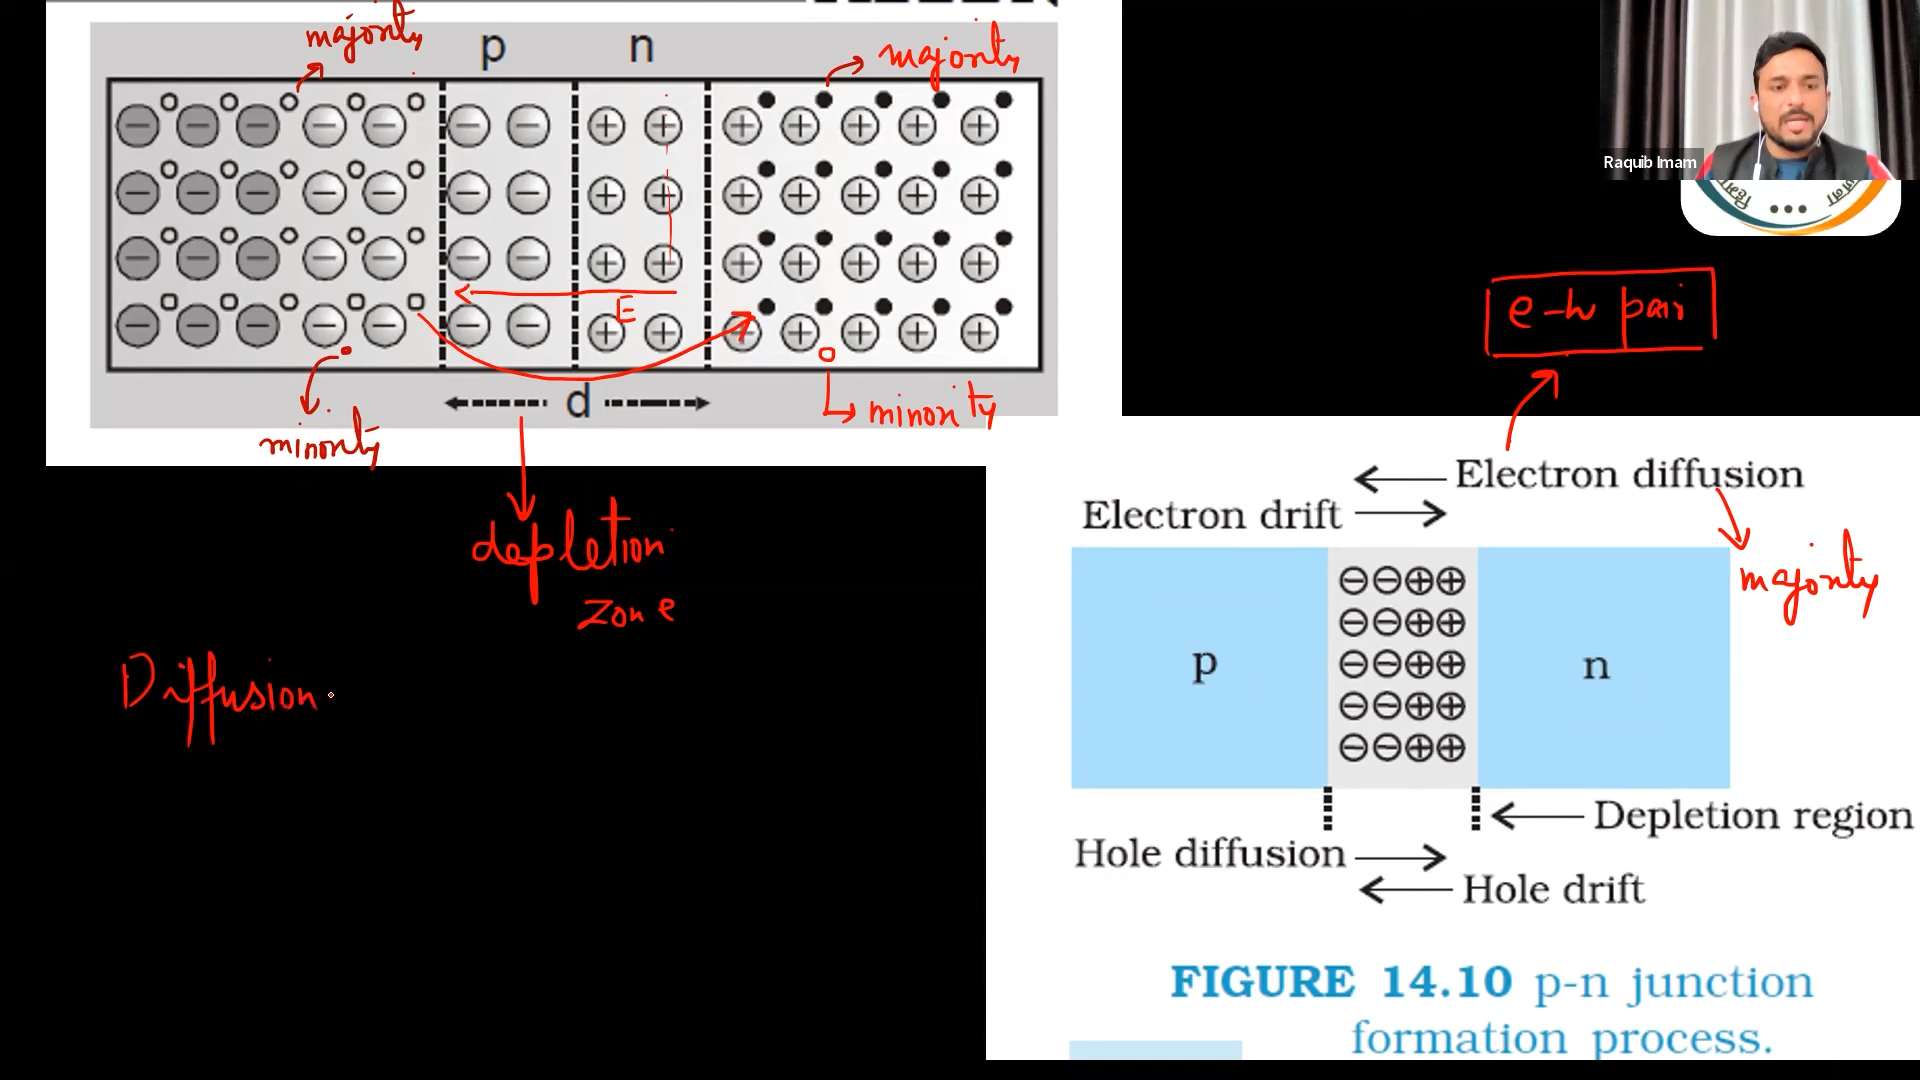 majority
p n
majority
E
d
minority
minority
depletion
zone
Diffusion
Raquib Imam
e-h pair
Electron diffusion
Electron drift
majority
p
n
Depletion region
Hole diffusion
Hole drift
FIGURE 14.10 p-n junction
formation process.